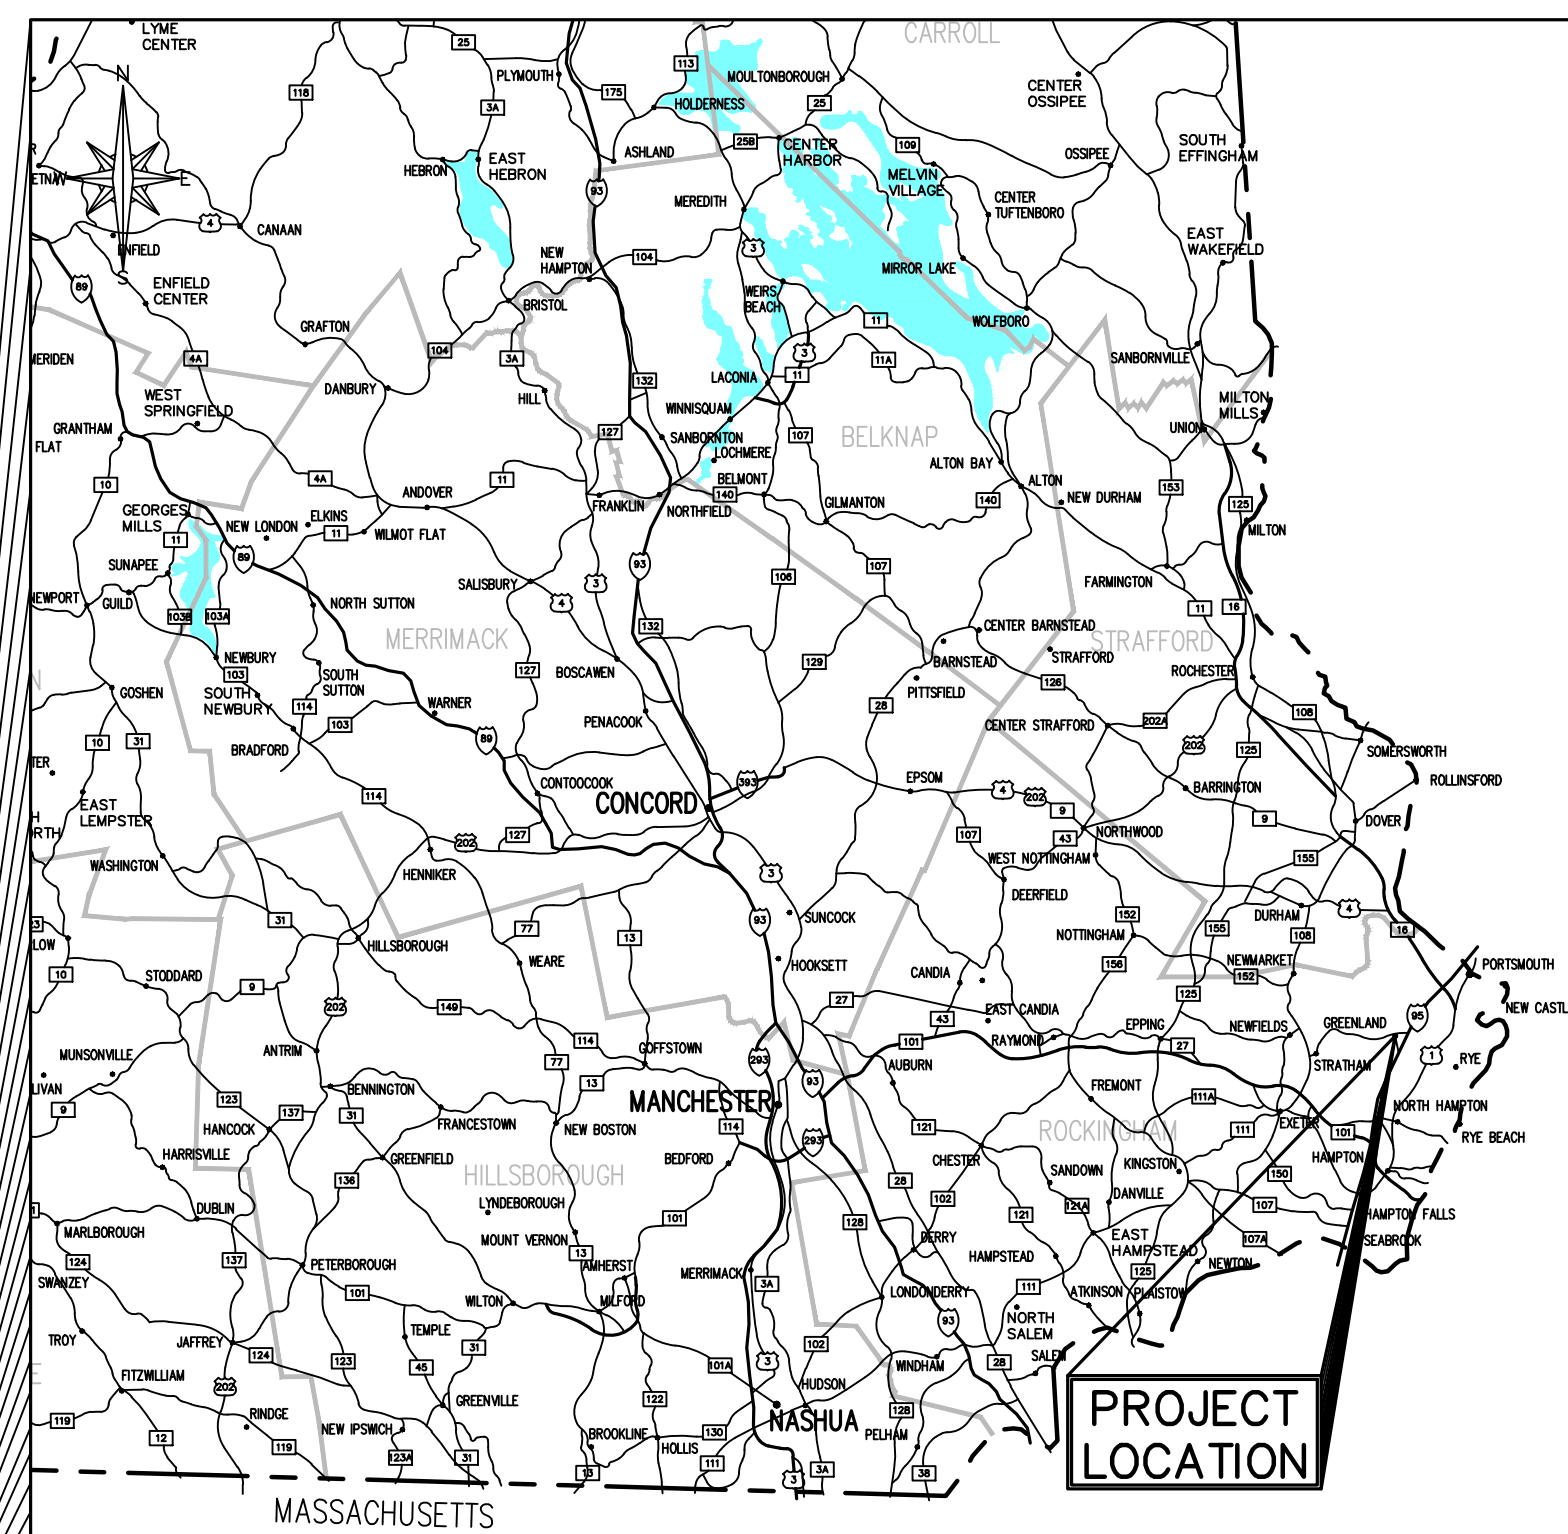 LYME
CENTER
CARROLL
25
PLYMOUTH
113
MOULTONBOROUGH
CENTER
OSSIPEE
N
118
3A
175
HOLDERNESS
25
SOUTH
EFFINGHAM
25B
CENTER
HARBOR
109
OSSIPEE
ASHLAND
HEBRON
EAST
HEBRON
MELVIN
VILLAGE
W
E
93
MEREDITH
CENTER
TUFTENBORO
4
CANAAN
ENFIELD
S
NEW
HAMPTON
104
3
EAST
WAKEFIELD
MIRROR LAKE
89
ENFIELD
CENTER
BRISTOL
WEIRS
BEACH
WOLFBORO
GRAFTON
11
4A
104
3A
3
11A
SANBORNVILLE
MERIDEN
DANBURY
HILL
132
LACONIA
11
WEST
SPRINGFIELD
WINNISQUAM
MILTON
MILLS
GRANTHAM
FLAT
127
SANBORNTON
107
BELKNAP
UNION
LOCHMERE
ALTON BAY
10
4A
ANDOVER
11
BELMONT
140
FRANKLIN
NORTHFIELD
GILMANTON
140
ALTON
NEW DURHAM
153
125
GEORGES
MILLS
NEW LONDON
ELKINS
11
WILMOT FLAT
MILTON
11
SUNAPEE
89
SALISBURY
3
93
106
107
FARMINGTON
NEWPORT
GUILD
103B
103A
NORTH SUTTON
4
11
16
MERRIMACK
132
CENTER BARNSTEAD
STRAFFORD
NEWBURY
103
SOUTH
SUTTON
127
BOSCAWEN
129
BARNSTEAD
STRAFFORD
ROCHESTER
GOSHEN
SOUTH
NEWBURY
PITTSFIELD
126
114
103
WARNER
PENACOOK
28
CENTER STRAFFORD
202A
108
10
31
BRADFORD
89
202
125
SOMERSWORTH
CONTOOCOOK
393
EPSOM
4
202
BARRINGTON
ROLLINSFORD
EAST
LEMPSTER
114
CONCORD
9
9
DOVER
WASHINGTON
202
127
107
43
NORTHWOOD
HENNIKER
3
WEST NOTTINGHAM
155
DEERFIELD
31
77
13
93
SUNCOOK
152
DURHAM
4
HILLSBOROUGH
NOTTINGHAM
155
108
16
10
STODDARD
WEARE
HOOKSETT
CANDIA
156
NEWMARKET
152
PORTSMOUTH
9
202
149
27
43
EAST CANDIA
125
NEW CASTL
ANTRIM
114
GOFFSTOWN
293
101
RAYMOND
EPPING
27
NEWFIELDS
GREENLAND
95
MUNSONVILLE
77
AUBURN
STRATHAM
1
RYE
LIVAN
BENNINGTON
13
93
FREMONT
9
123
137
31
MANCHESTER
111A
NORTH HAMPTON
HANCOCK
FRANCESTOWN
NEW BOSTON
114
293
121
ROCKINGHAM
111
EXETER
101
RYE BEACH
HARRISVILLE
GREENFIELD
BEDFORD
CHESTER
SANDOWN
KINGSTON
HAMPTON
136
HILLSBOROUGH
28
102
150
DUBLIN
LYNDEBOROUGH
101
128
121
121A
DANVILLE
107
HAMPTON FALLS
MARLBOROUGH
MOUNT VERNON
DERRY
EAST
HAMPSTEAD
107A
SEABROOK
124
137
PETERBOROUGH
13
AMHERST
MERRIMACK
HAMPSTEAD
NEWTON
SWANZEY
101
3A
125
WILTON
MILFORD
LONDONDERRY
111
ATKINSON
PLAISTOW
TROY
JAFFREY
TEMPLE
31
93
NORTH
SALEM
124
123
45
101A
3
102
WINDHAM
28
SALEM
FITZWILLIAM
202
GREENVILLE
122
HUDSON
PROJECT
LOCATION
119
RINDGE
NEW IPSWICH
NASHUA
128
12
119
123A
31
BROOKLINE
HOLLIS
130
PELHAM
13
111
3
3A
38
MASSACHUSETTS